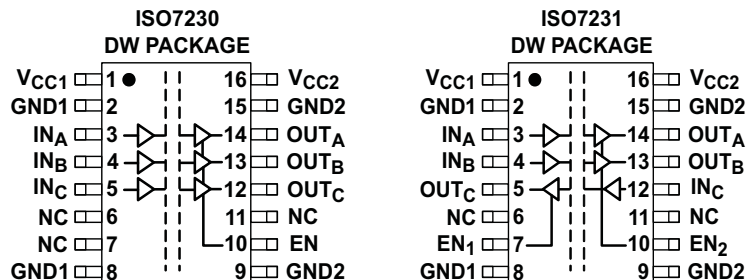 ISO7230
DW PACKAGE
VCC1 1 16 VCC2
GND1 2 15 GND2
INA 3 14 OUTA
INB 4 13 OUTB
INC 5 12 OUTC
NC 6 11 NC
NC 7 10 EN
GND1 8 9 GND2
ISO7231
DW PACKAGE
VCC1 1 16 VCC2
GND1 2 15 GND2
INA 3 14 OUTA
INB 4 13 OUTB
OUTC 5 12 INC
NC 6 11 NC
EN1 7 10 EN2
GND1 8 9 GND2